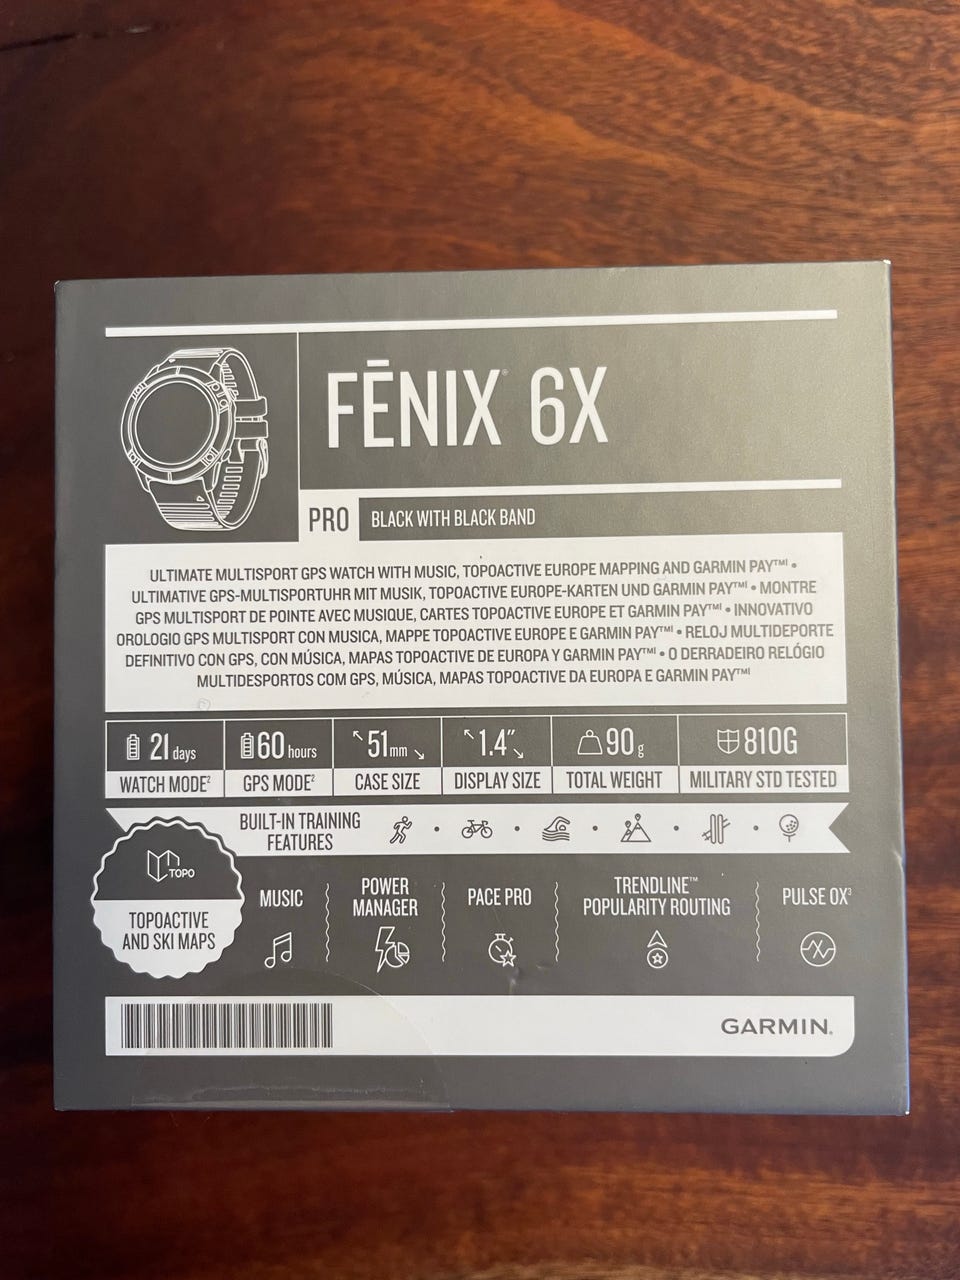 FĒNIX® 6X
PRO
BLACK WITH BLACK BAND
ULTIMATE MULTISPORT GPS WATCH WITH MUSIC, TOPOACTIVE EUROPE MAPPING AND GARMIN PAY™¹ •
ULTIMATIVE GPS-MULTISPORTUHR MIT MUSIK, TOPOACTIVE EUROPE-KARTEN UND GARMIN PAY™¹ • MONTRE
GPS MULTISPORT DE POINTE AVEC MUSIQUE, CARTES TOPOACTIVE EUROPE ET GARMIN PAY™¹ • INNOVATIVO
OROLOGIO GPS MULTISPORT CON MUSICA, MAPPE TOPOACTIVE EUROPE E GARMIN PAY™¹ • RELOJ MULTIDEPORTE
DEFINITIVO CON GPS, CON MÚSICA, MAPAS TOPOACTIVE DE EUROPA Y GARMIN PAY™¹ • O DERRADEIRO RELÓGIO
MULTIDESPORTOS COM GPS, MÚSICA, MAPAS TOPOACTIVE DA EUROPA E GARMIN PAY™¹
21 days
WATCH MODE²
60 hours
GPS MODE²
51mm
CASE SIZE
1.4″
DISPLAY SIZE
90g
TOTAL WEIGHT
810G
MILITARY STD TESTED
BUILT-IN TRAINING
FEATURES
TOPO
TOPOACTIVE
AND SKI MAPS
MUSIC
POWER
MANAGER
PACE PRO
TRENDLINE™
POPULARITY ROUTING
PULSE OX³
GARMIN®